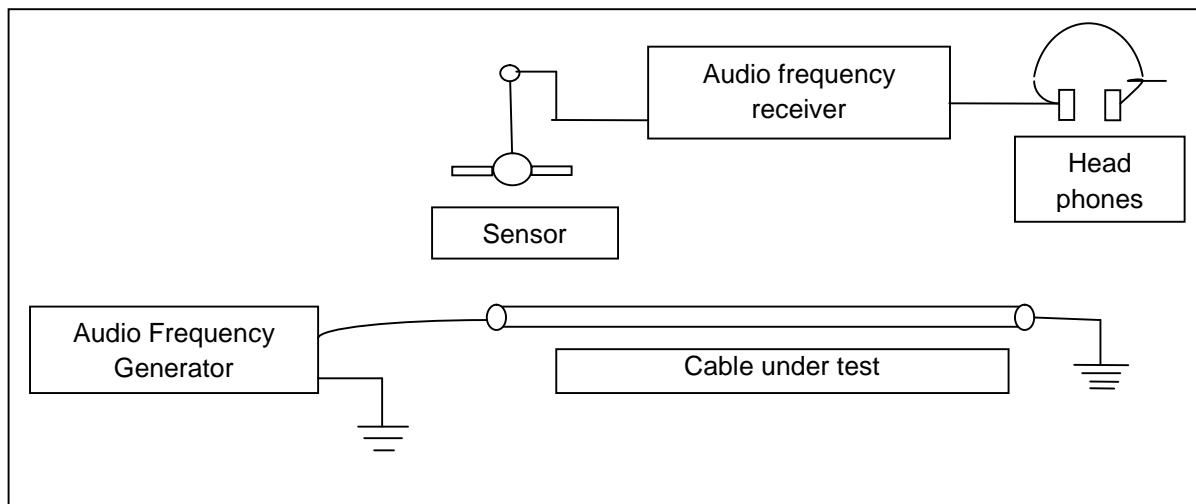 Audio frequency
receiver
Head
phones
Sensor
Audio Frequency
Generator
Cable under test